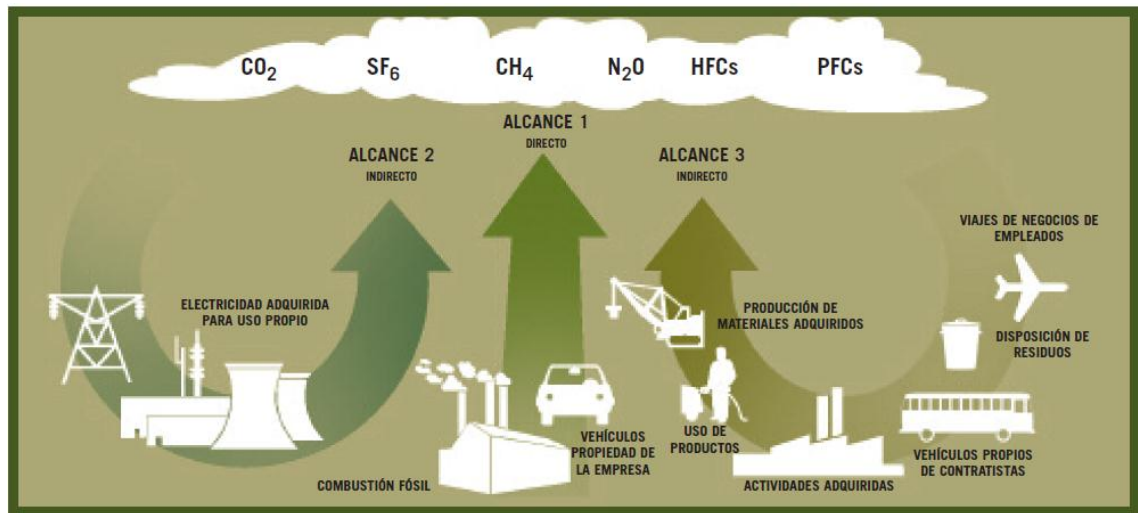 CO₂ SF₆ CH₄ N₂O HFCs PFCs
ALCANCE 1
DIRECTO
ALCANCE 2
INDIRECTO
ALCANCE 3
INDIRECTO
VIAJES DE NEGOCIOS DE
EMPLEADOS
ELECTRICIDAD ADQUIRIDA
PARA USO PROPIO
PRODUCCIÓN DE
MATERIALES ADQUIRIDOS
DISPOSICIÓN DE
RESIDUOS
COMBUSTIÓN FÓSIL
VEHÍCULOS
PROPIEDAD DE
LA EMPRESA
USO DE
PRODUCTOS
ACTIVIDADES ADQUIRIDAS
VEHÍCULOS PROPIOS
DE CONTRATISTAS